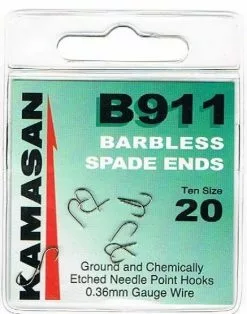 KAMASAN
B911
BARBLESS
SPADE ENDS
Ten Size
20
Ground and Chemically
Etched Needle Point Hooks
0.36mm Gauge Wire